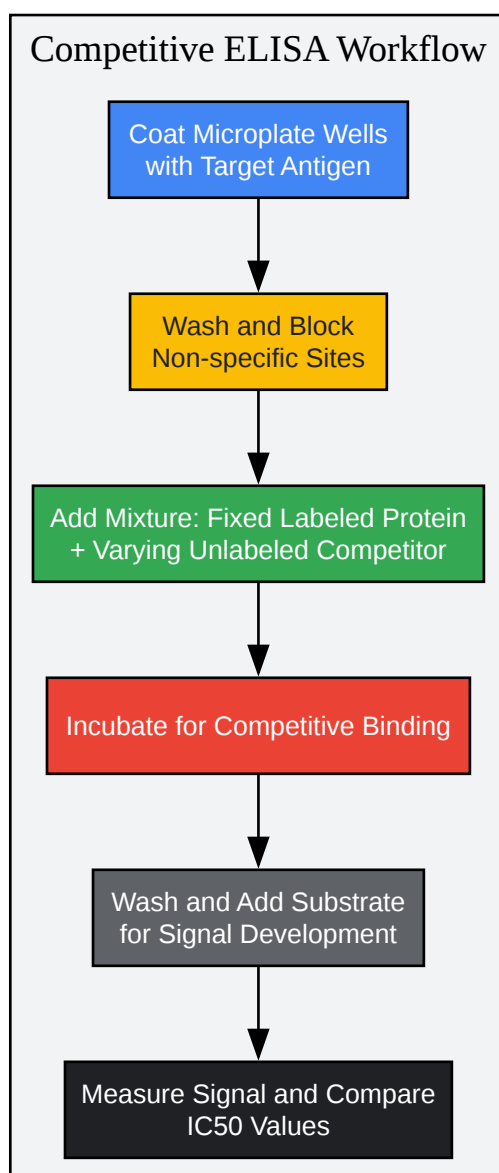 Competitive ELISA Workflow
Coat Microplate Wells
with Target Antigen
Wash and Block
Non-specific Sites
Add Mixture: Fixed Labeled Protein
+ Varying Unlabeled Competitor
Incubate for Competitive Binding
Wash and Add Substrate
for Signal Development
Measure Signal and Compare
IC50 Values